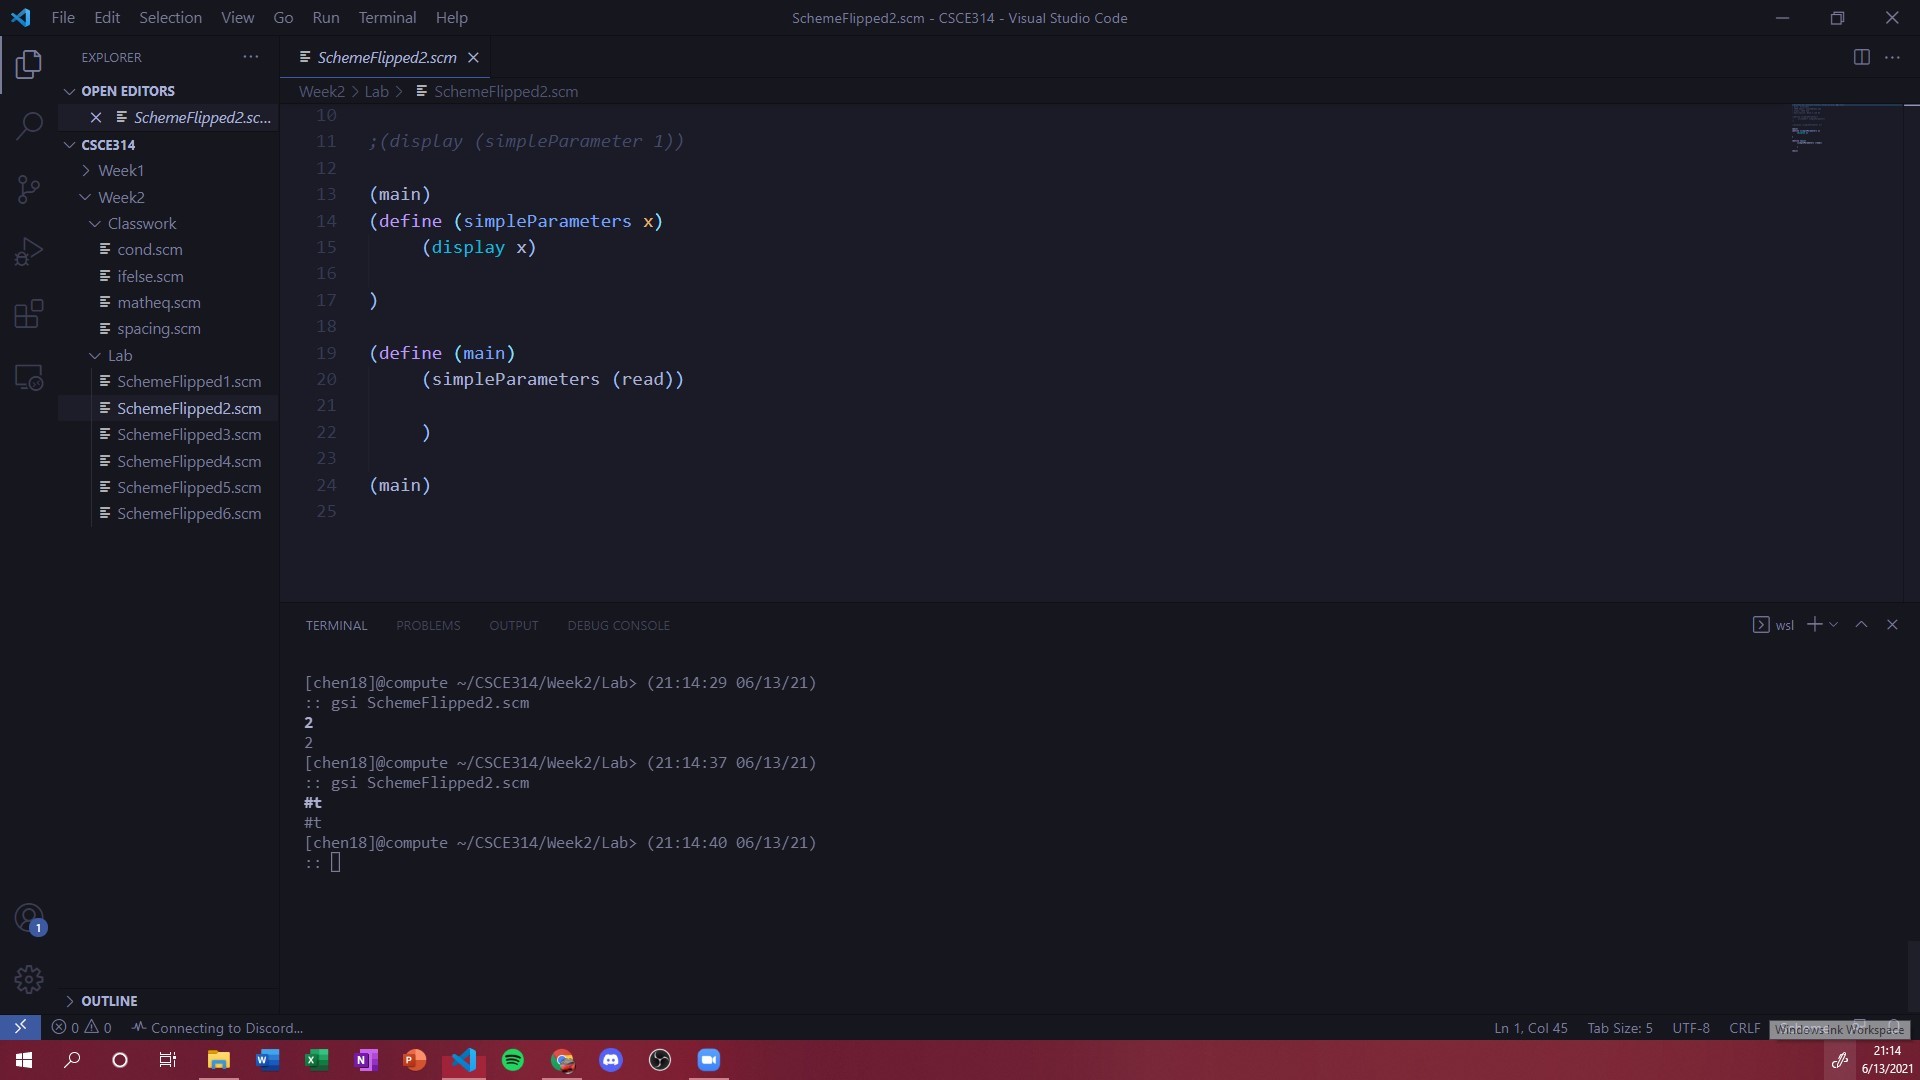 File Edit Selection View Go Run Terminal Help
SchemeFlipped2.scm - CSCE314 - Visual Studio Code
EXPLORER
OPEN EDITORS
SchemeFlipped2.sc...
CSCE314
Week1
Week2
Classwork
cond.scm
ifelse.scm
matheq.scm
spacing.scm
Lab
SchemeFlipped1.scm
SchemeFlipped2.scm
SchemeFlipped3.scm
SchemeFlipped4.scm
SchemeFlipped5.scm
SchemeFlipped6.scm
OUTLINE
SchemeFlipped2.scm
Week2 > Lab > SchemeFlipped2.scm
10
11 ;(display (simpleParameter 1))
12
13 (main)
14 (define (simpleParameters x)
15 (display x)
16
17 )
18
19 (define (main)
20 (simpleParameters (read))
21
22 )
23
24 (main)
25
TERMINAL PROBLEMS OUTPUT DEBUG CONSOLE
wsl
[chen18]@compute ~/CSCE314/Week2/Lab> (21:14:29 06/13/21)
:: gsi SchemeFlipped2.scm
2
2
[chen18]@compute ~/CSCE314/Week2/Lab> (21:14:37 06/13/21)
:: gsi SchemeFlipped2.scm
#t
#t
[chen18]@compute ~/CSCE314/Week2/Lab> (21:14:40 06/13/21)
::
1
0 0 Connecting to Discord...
Ln 1, Col 45 Tab Size: 5 UTF-8 CRLF
Windows Ink Workspace
21:14
6/13/2021